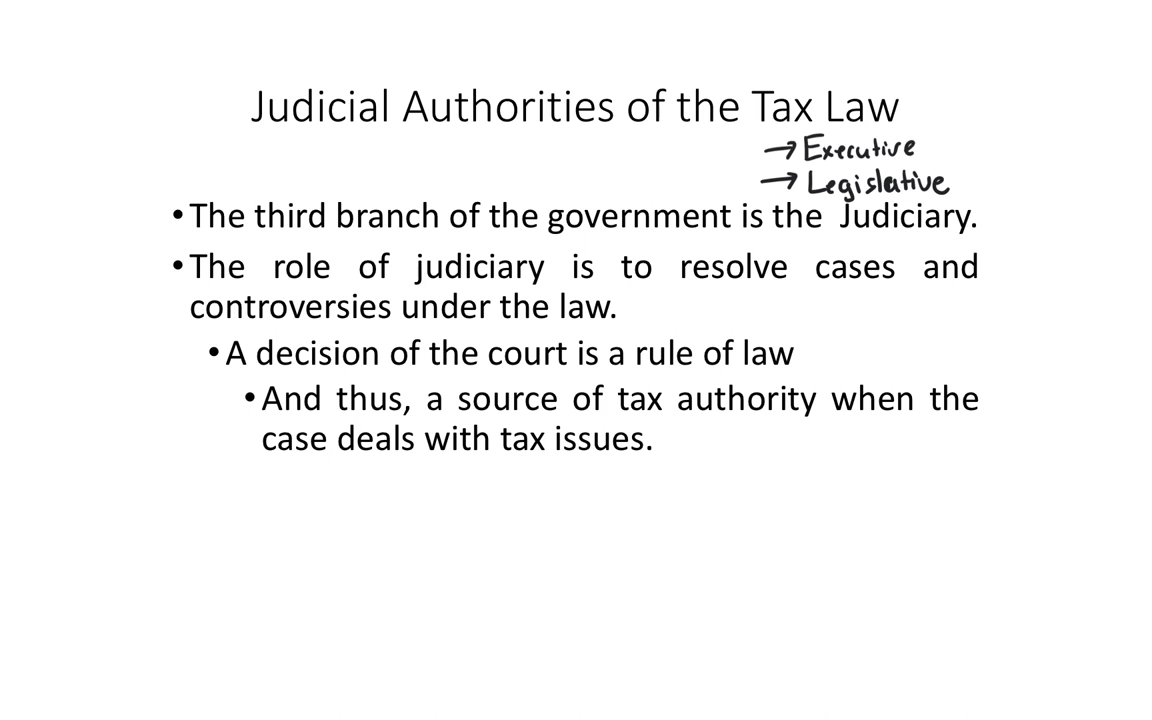 Judicial Authorities of the Tax Law
→ Executive
→ Legislative
• The third branch of the government is the Judiciary.
• The role of judiciary is to resolve cases and
controversies under the law.
• A decision of the court is a rule of law
• And thus, a source of tax authority when the
case deals with tax issues.